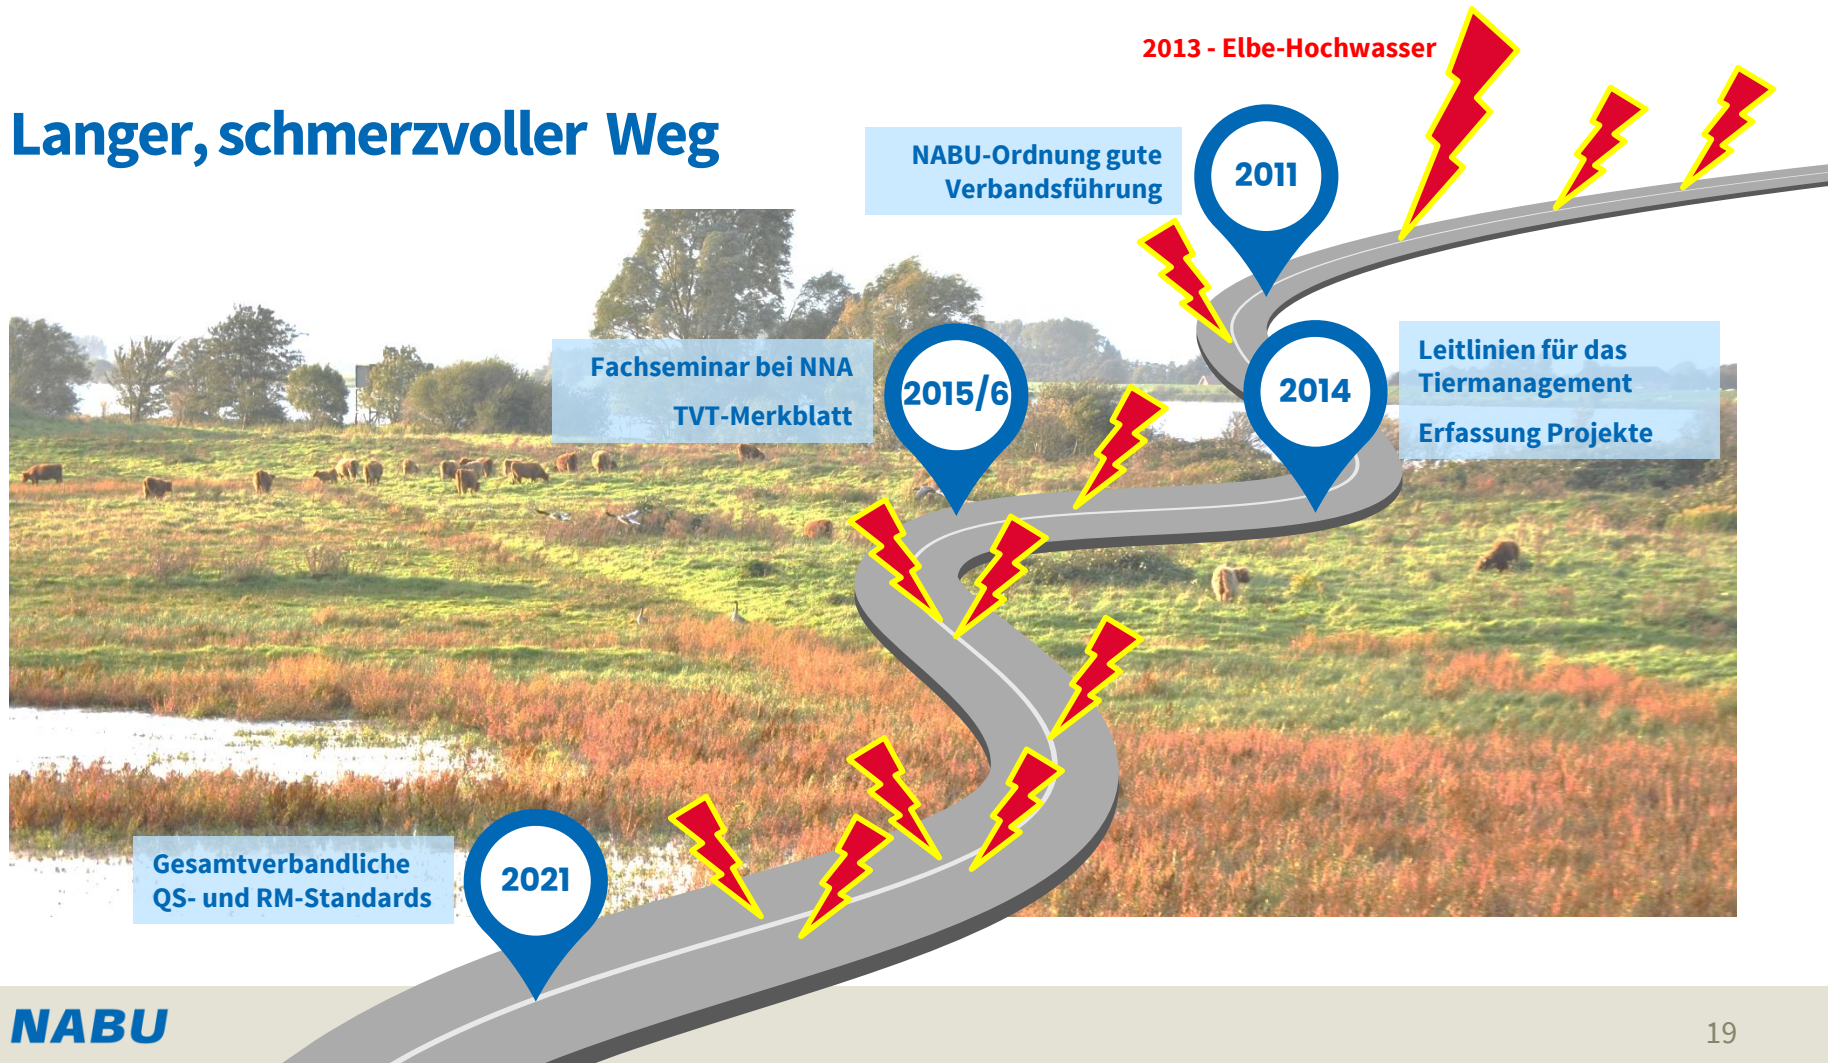 Langer, schmerzvoller Weg
2013 - Elbe-Hochwasser
NABU-Ordnung gute
Verbandsführung
2011
Fachseminar bei NNA
TVT-Merkblatt
2015/6
2014
Leitlinien für das
Tiermanagement
Erfassung Projekte
Gesamtverbandliche
QS- und RM-Standards
2021
NABU
19